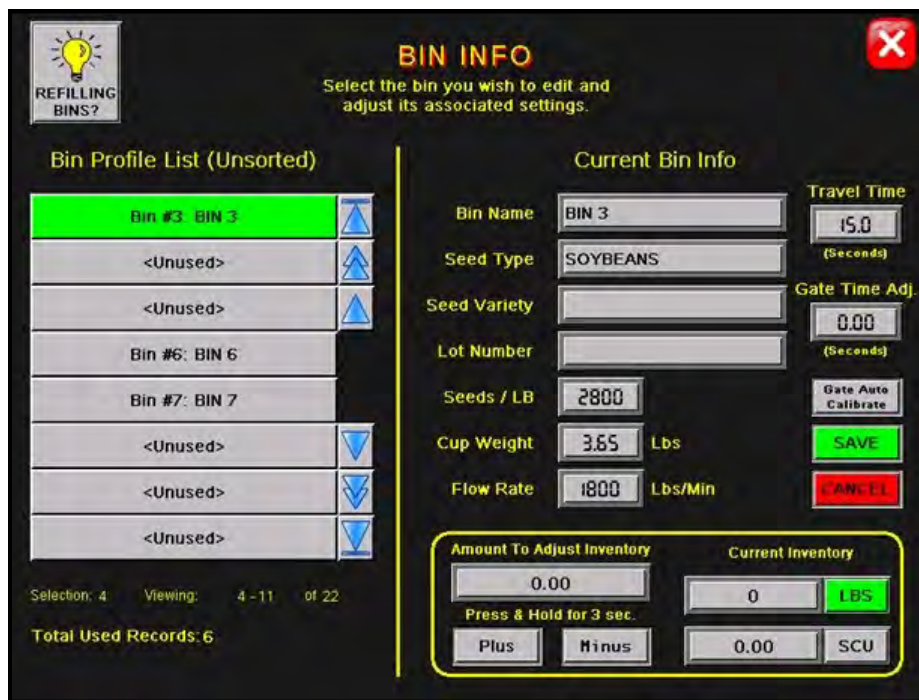 REFILLING
BINS?
BIN INFO
Select the bin you wish to edit and
adjust its associated settings.
Bin Profile List (Unsorted)
Bin #3: BIN 3
<Unused>
<Unused>
Bin #6: BIN 6
Bin #7: BIN 7
<Unused>
<Unused>
<Unused>
Selection: 4 Viewing: 4 - 11 of 22
Total Used Records: 6
Current Bin Info
Bin Name BIN 3
Seed Type SOYBEANS
Seed Variety
Lot Number
Seeds / LB 2800
Cup Weight 3.65 Lbs
Flow Rate 1800 Lbs/Min
Travel Time
15.0
(Seconds)
Gate Time Adj.
0.00
(Seconds)
Gate Auto
Calibrate
SAVE
CANCEL
Amount To Adjust Inventory
0.00
Press & Hold for 3 sec.
Plus Minus
Current Inventory
0 LBS
0.00 SCU